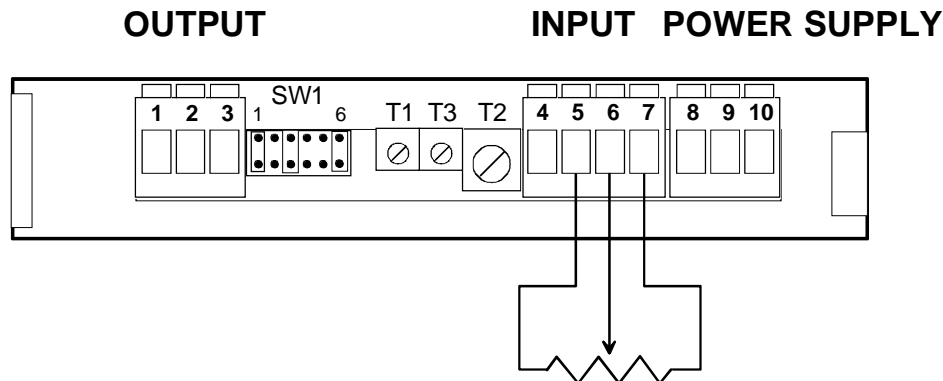 OUTPUT INPUT POWER SUPPLY
SW1
1 2 3 1 6 T1 T3 T2 4 5 6 7 8 9 10